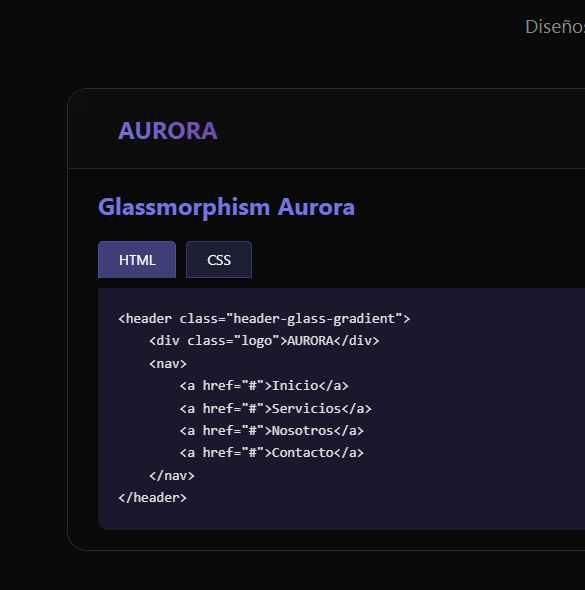 Diseños
AURORA
Glassmorphism Aurora
HTML
CSS
<header class="header-glass-gradient">
    <div class="logo">AURORA</div>
    <nav>
        <a href="#">Inicio</a>
        <a href="#">Servicios</a>
        <a href="#">Nosotros</a>
        <a href="#">Contacto</a>
    </nav>
</header>